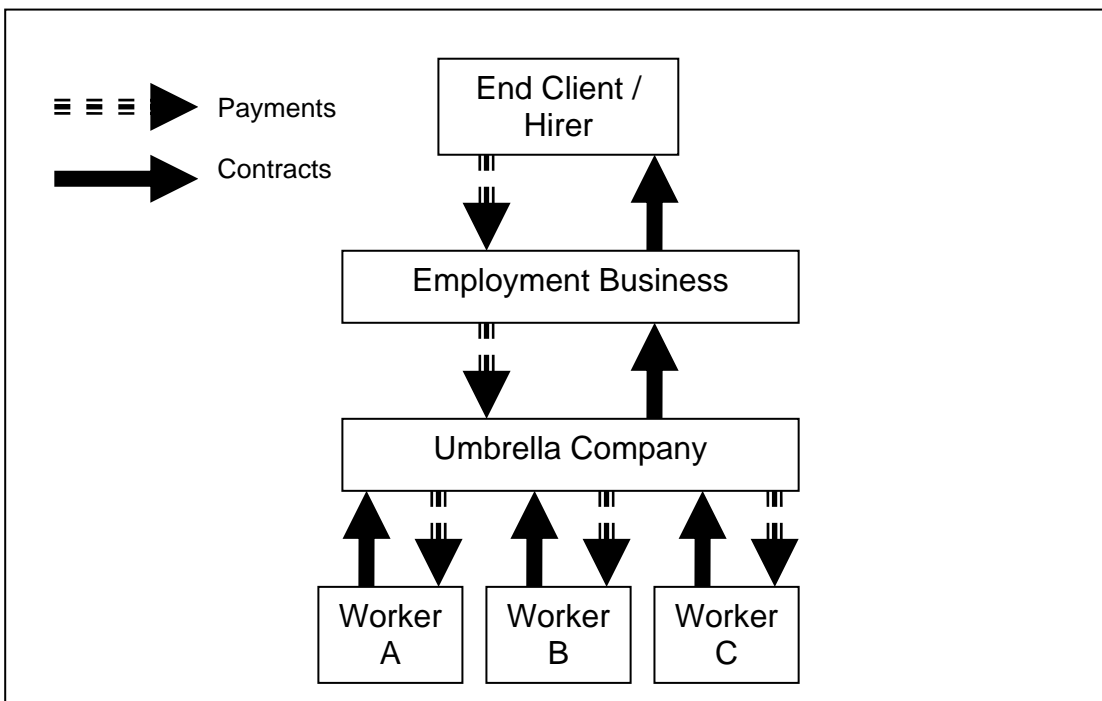 End Client /
Hirer
Payments
Contracts
Employment Business
Umbrella Company
Worker
A
Worker
B
Worker
C